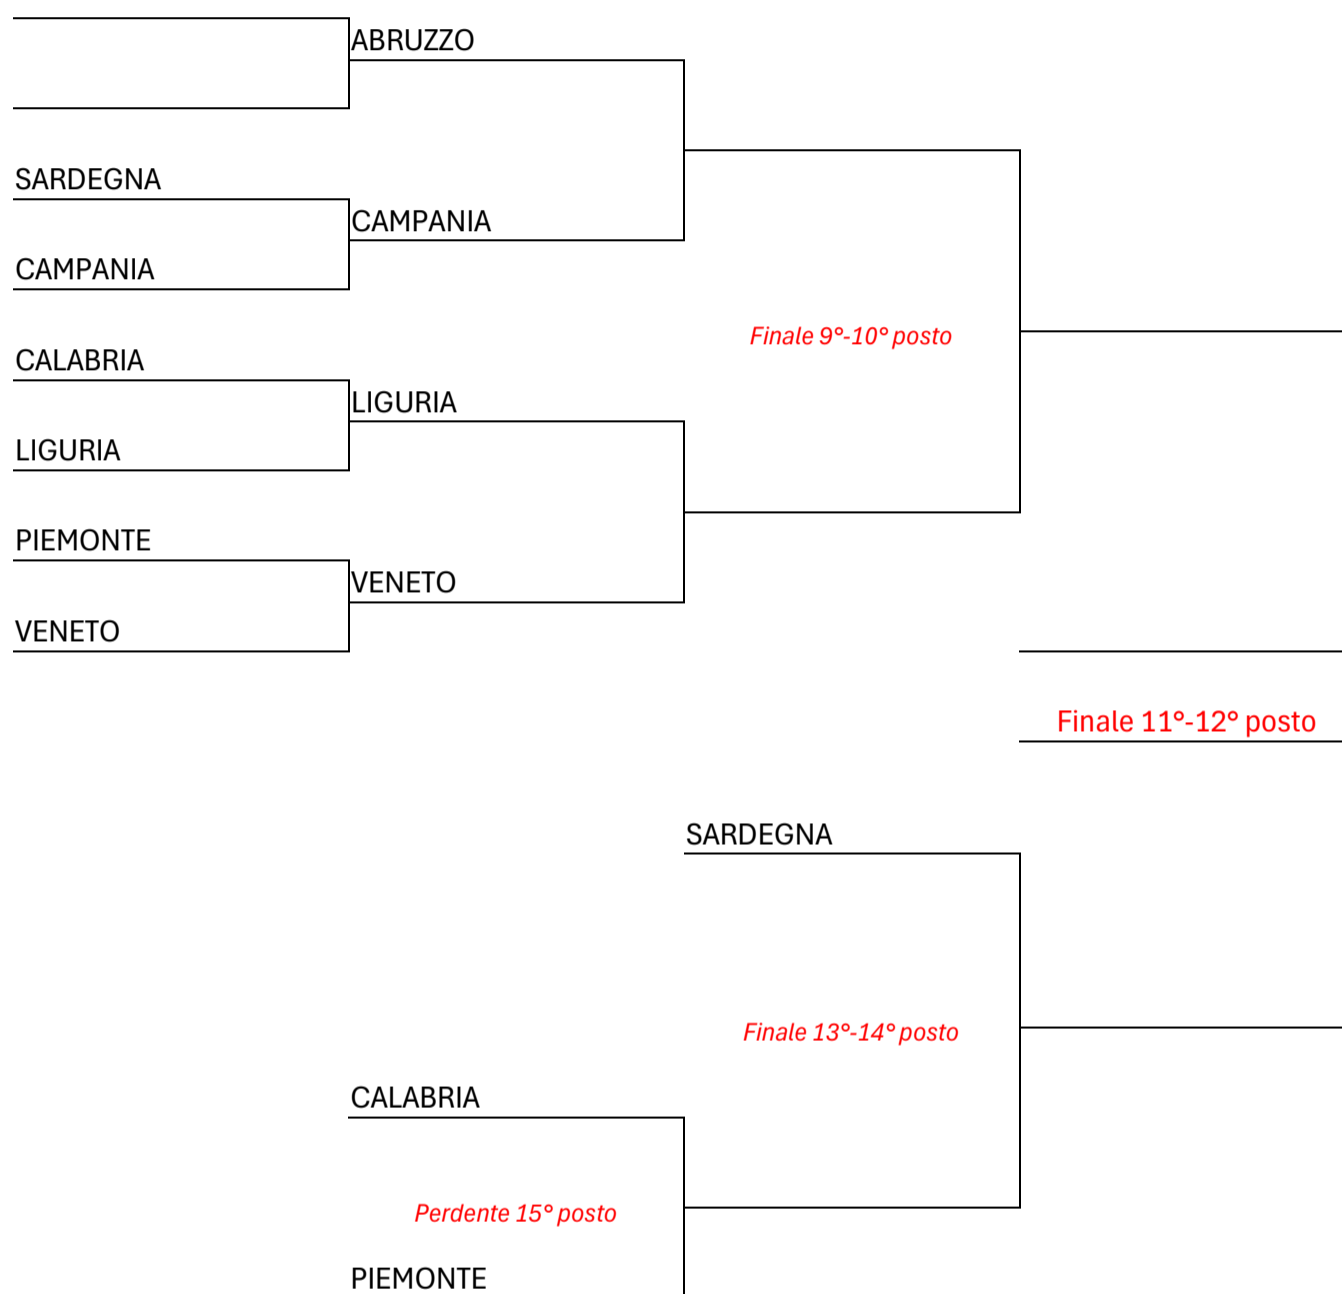 ABRUZZO
SARDEGNA
CAMPANIA
CAMPANIA
Finale 9°-10° posto
CALABRIA
LIGURIA
LIGURIA
PIEMONTE
VENETO
VENETO
Finale 11°-12° posto
SARDEGNA
Finale 13°-14° posto
CALABRIA
Perdente 15° posto
PIEMONTE